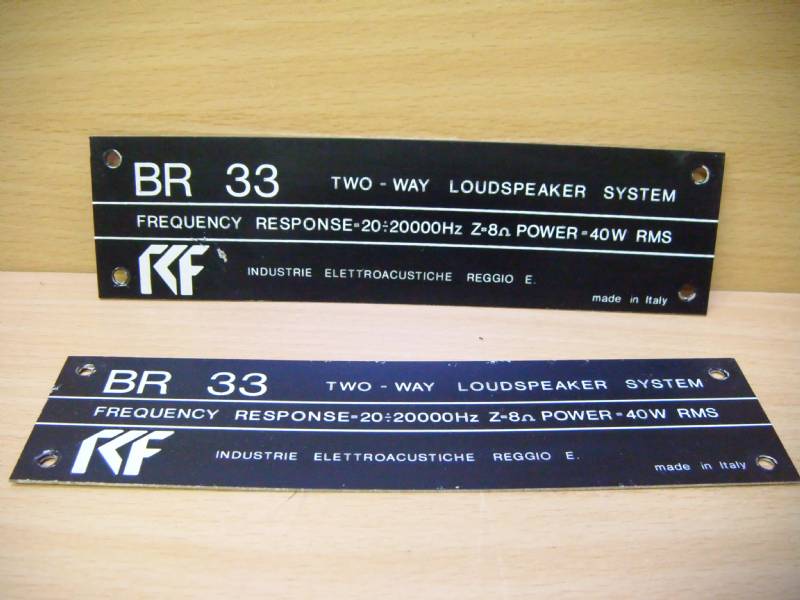 BR 33 TWO - WAY LOUDSPEAKER SYSTEM
FREQUENCY RESPONSE=20÷20000Hz Z=8Ω POWER=40W RMS
RCF INDUSTRIE ELETTROACUSTICHE REGGIO E.
made in Italy
BR 33 TWO - WAY LOUDSPEAKER SYSTEM
FREQUENCY RESPONSE=20÷20000Hz Z=8Ω POWER=40W RMS
RCF INDUSTRIE ELETTROACUSTICHE REGGIO E.
made in Italy